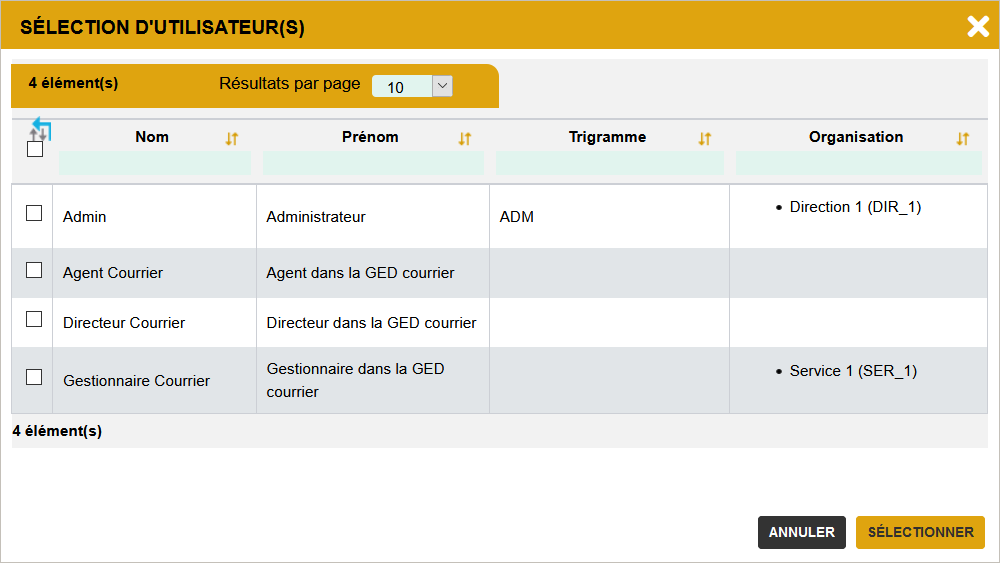 SÉLECTION D'UTILISATEUR(S)
4 élément(s) Résultats par page 10
Nom Prénom Trigramme Organisation
Admin Administrateur ADM • Direction 1 (DIR_1)
Agent Courrier Agent dans la GED courrier
Directeur Courrier Directeur dans la GED courrier
Gestionnaire Courrier Gestionnaire dans la GED • Service 1 (SER_1)
courrier
4 élément(s)
ANNULER SÉLECTIONNER